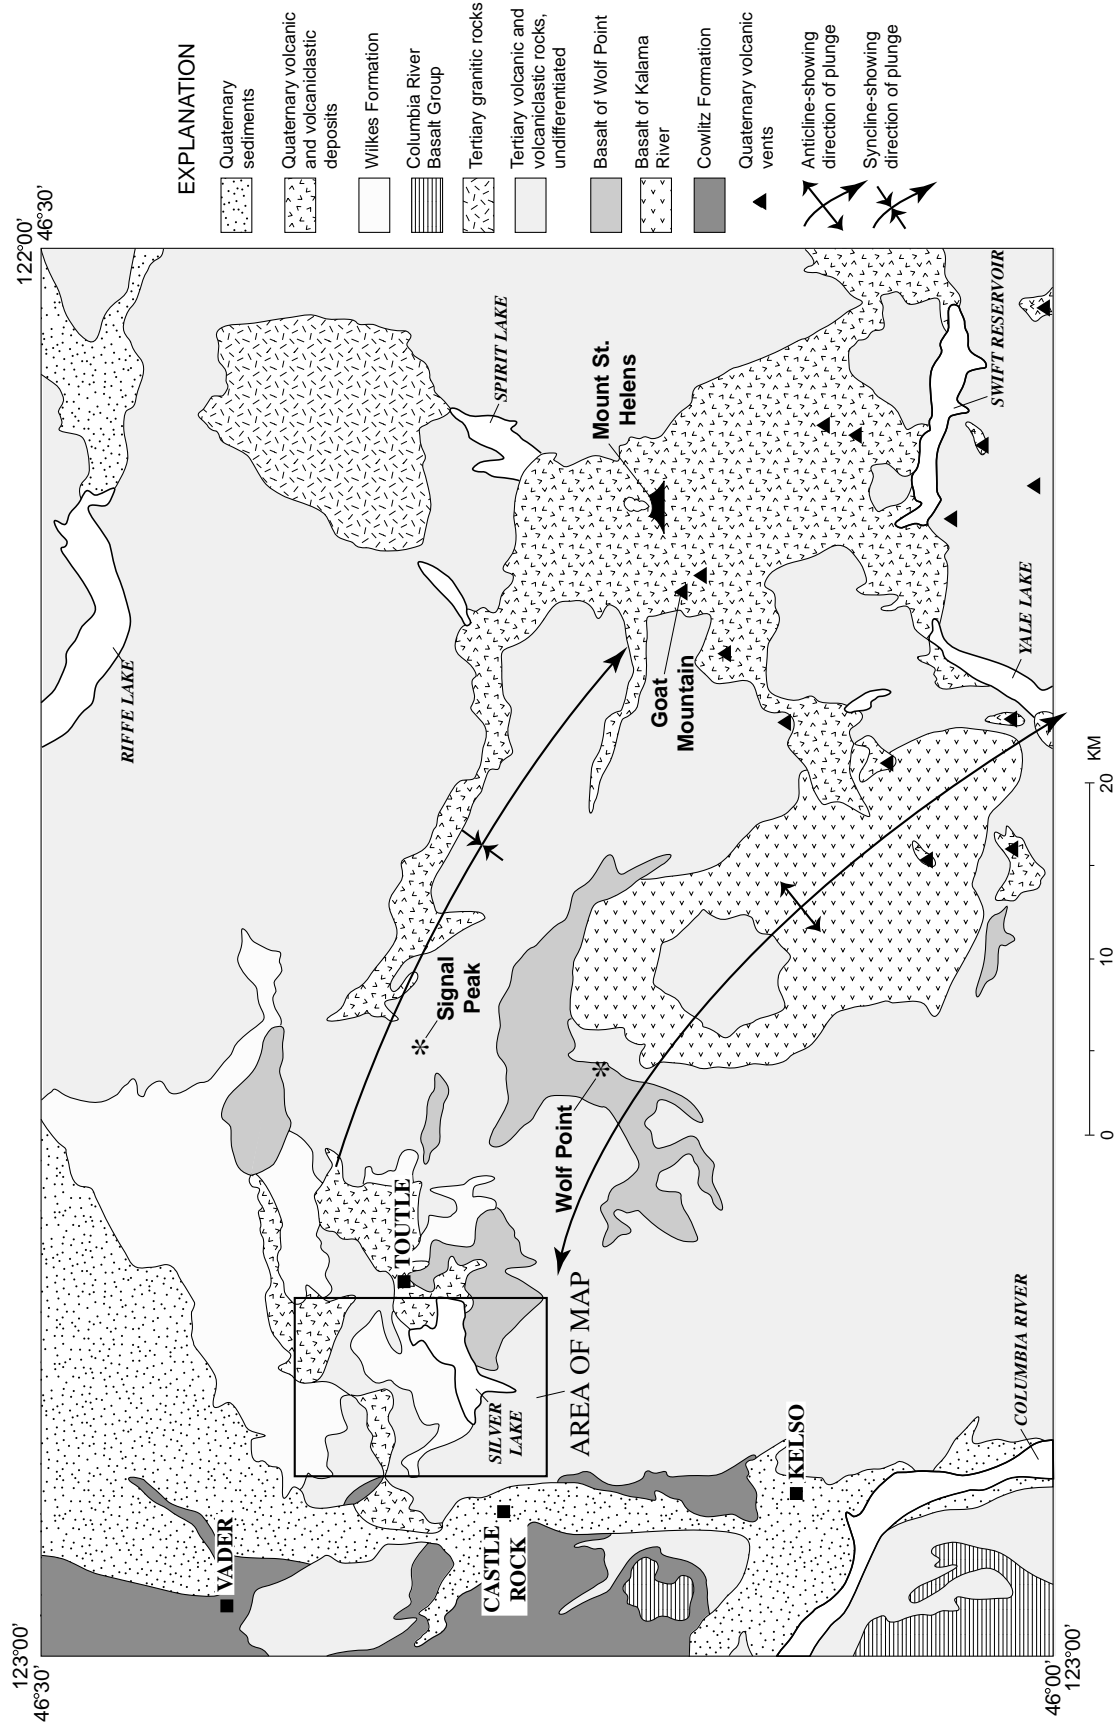 122°00'
46°30'
EXPLANATION
Quaternary
sediments
Quaternary volcanic
and volcaniclastic
deposits
Wilkes Formation
Columbia River
Basalt Group
Tertiary granitic rocks
Tertiary volcanic and
volcaniclastic rocks,
undifferentiated
Basalt of Wolf Point
Basalt of Kalama
River
Cowlitz Formation
Quaternary volcanic
vents
Anticline-showing
direction of plunge
Syncline-showing
direction of plunge
RIFFE LAKE
SPIRIT LAKE
Mount St.
Helens
SWIFT RESERVOIR
Goat
Mountain
YALE LAKE
Signal
Peak
Wolf Point
TOUTLE
AREA OF MAP
SILVER
LAKE
VADER
CASTLE
ROCK
KELSO
COLUMBIA RIVER
0
10
20
KM
123°00'
46°30'
46°00'
123°00'